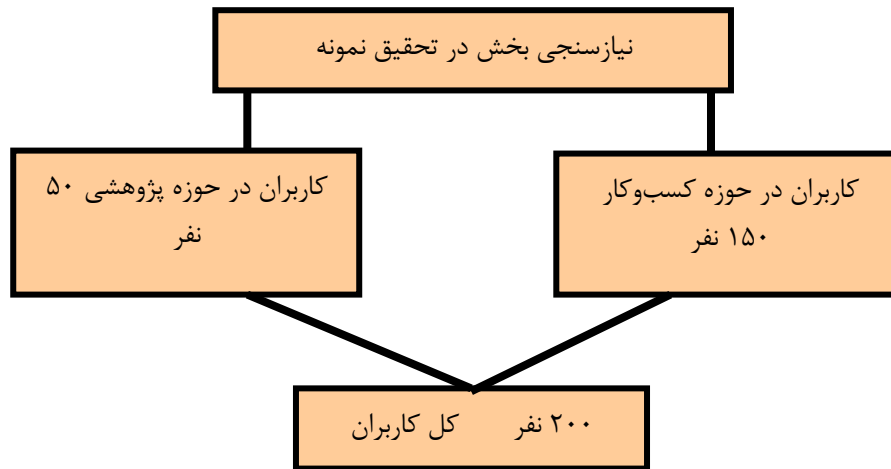 نیازسنجی بخش در تحقیق نمونه
کاربران در حوزه کسب‌وکار
۱۵۰ نفر
کاربران در حوزه پژوهشی ۵۰
نفر
۲۰۰ نفر کل کاربران